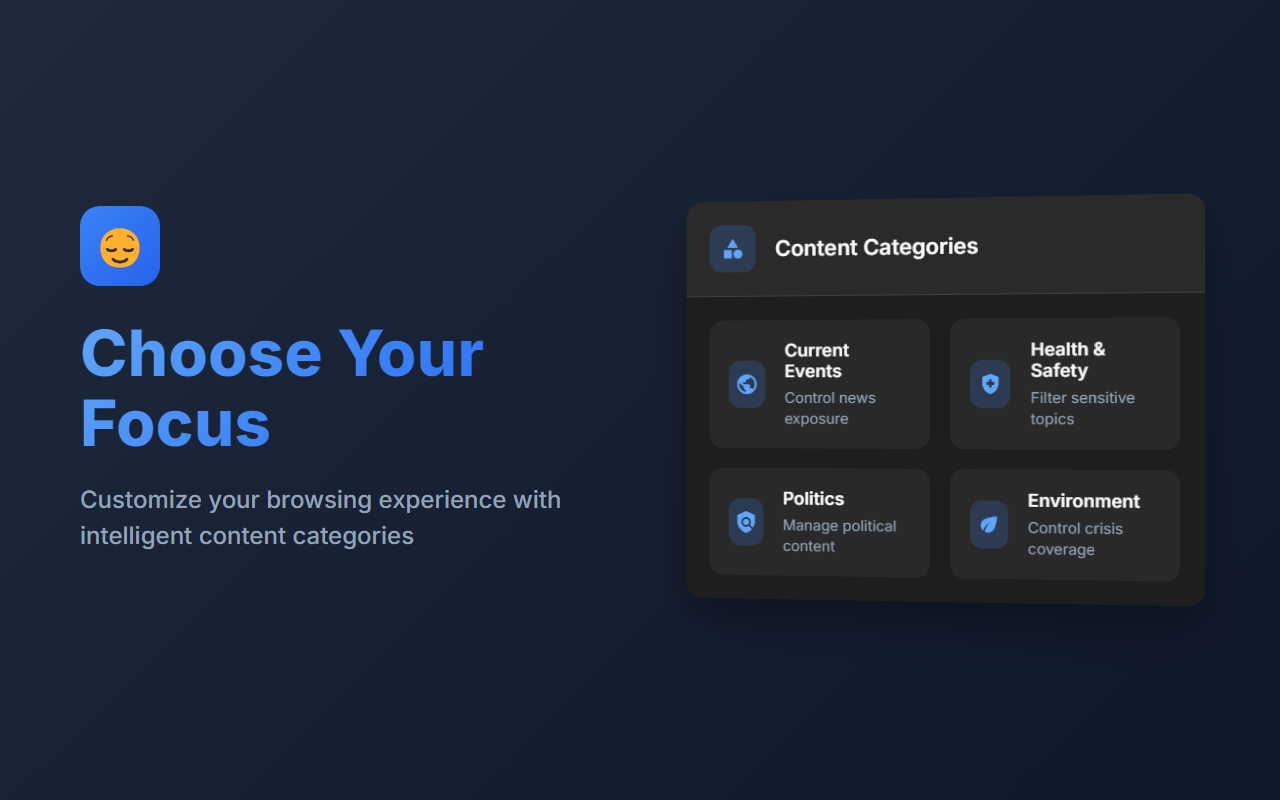 Choose Your
Focus
Customize your browsing experience with
intelligent content categories
Content Categories
Current
Events
Control news
exposure
Health &
Safety
Filter sensitive
topics
Politics
Manage political
content
Environment
Control crisis
coverage